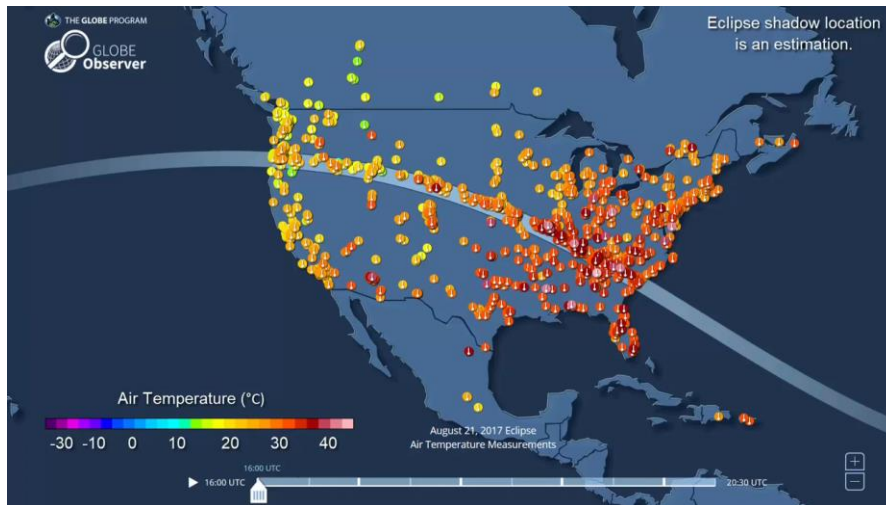 THE GLOBE PROGRAM
GLOBE
Observer
Eclipse shadow location
is an estimation.
Air Temperature (°C)
-30 -10 0 10 20 30 40
August 21, 2017 Eclipse
Air Temperature Measurements
16:00 UTC
16:00 UTC
20:30 UTC